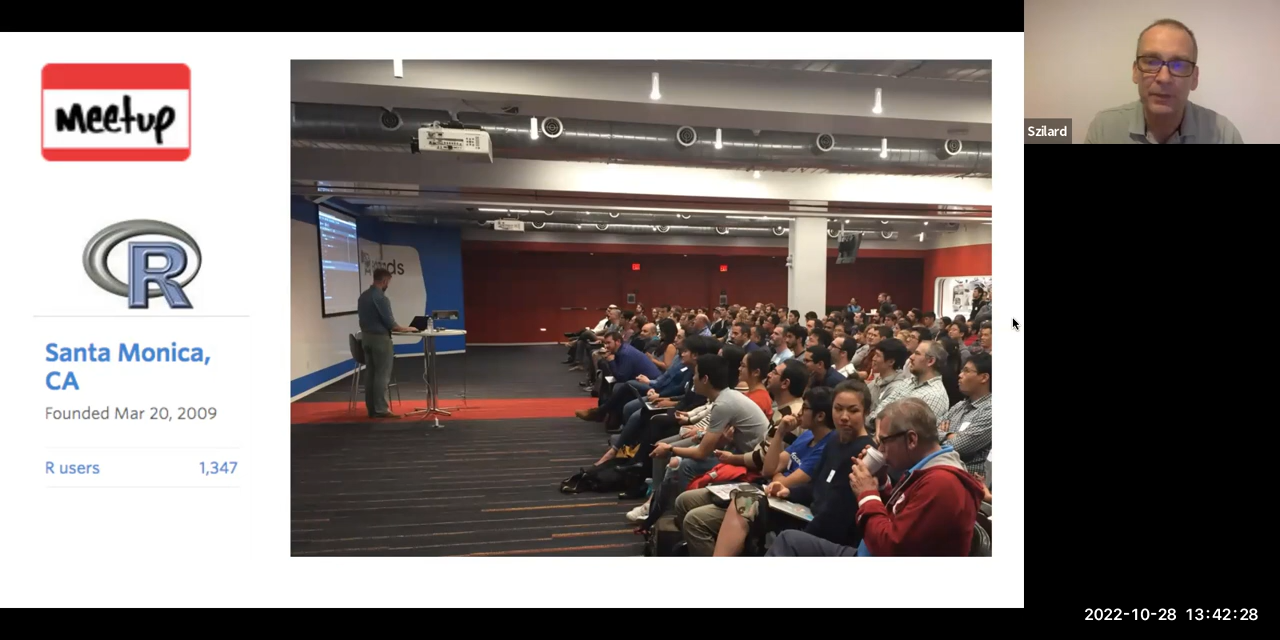 Meetup
R
Santa Monica,
CA
Founded Mar 20, 2009
R users 1,347
Szilard
2022-10-28 13:42:28